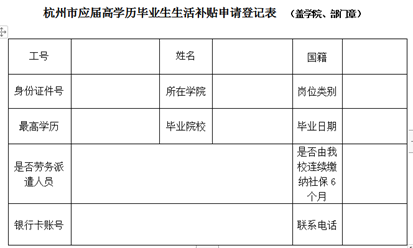 杭州市应届高学历毕业生生活补贴申请登记表 （盖学院、部门章）
工号 姓名 国籍
身份证件号 所在学院 岗位类别
最高学历 毕业院校 毕业日期
是否劳务派
遣人员
是否由我
校连续缴
纳社保 6
个月
银行卡账号 联系电话